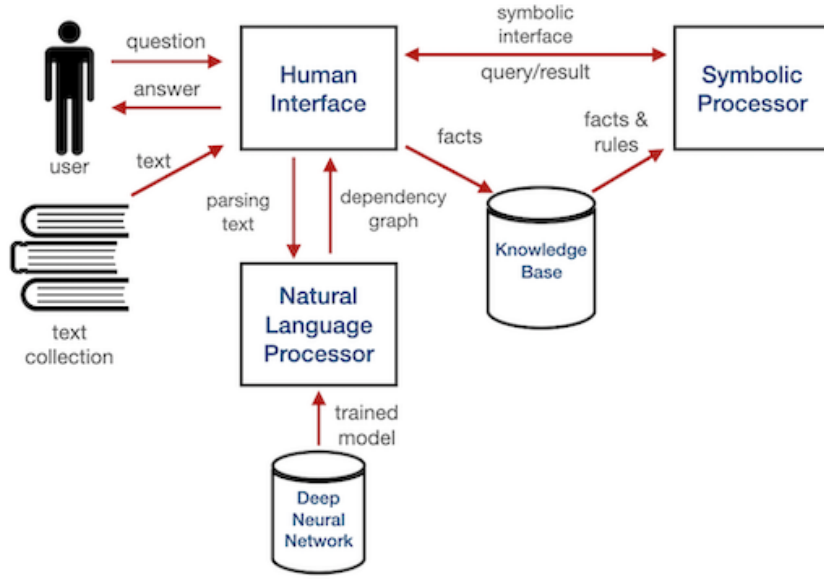 question
answer
user
text
text
collection
Human
Interface
symbolic
interface
query/result
Symbolic
Processor
facts
facts &
rules
parsing
text
dependency
graph
Knowledge
Base
Natural
Language
Processor
trained
model
Deep
Neural
Network